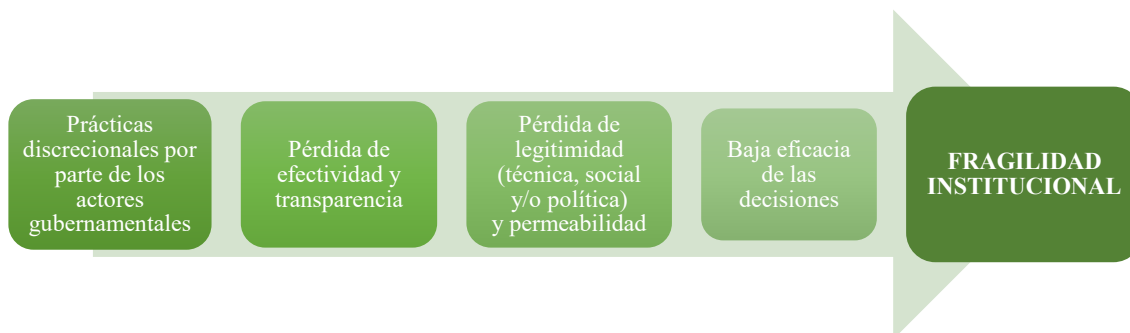 Prácticas
discrecionales por
parte de los
actores
gubernamentales
Pérdida de
efectividad y
transparencia
Pérdida de
legitimidad
(técnica, social
y/o política)
y permeabilidad
Baja eficacia
de las
decisiones
FRAGILIDAD
INSTITUCIONAL